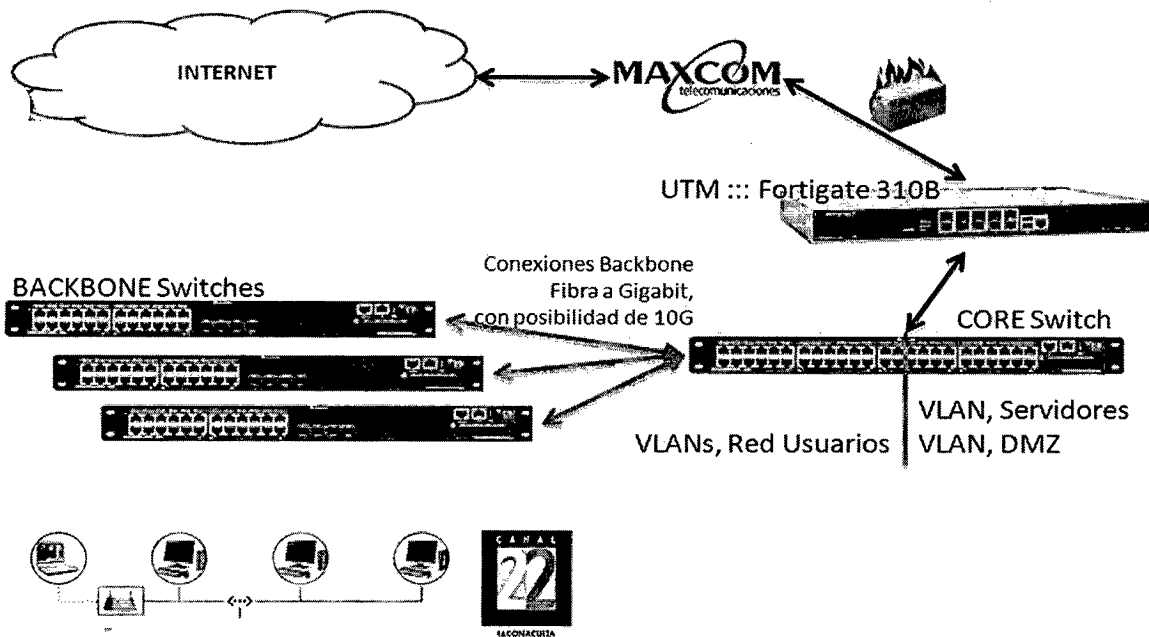 INTERNET
MAXCOM
telecomunicaciones
UTM ::: Fortigate 310B
BACKBONE Switches
Conexiones Backbone
Fibra a Gigabit,
con posibilidad de 10G
CORE Switch
VLANs, Red Usuarios
VLAN, Servidores
VLAN, DMZ
CANAL
22
CONACULTA